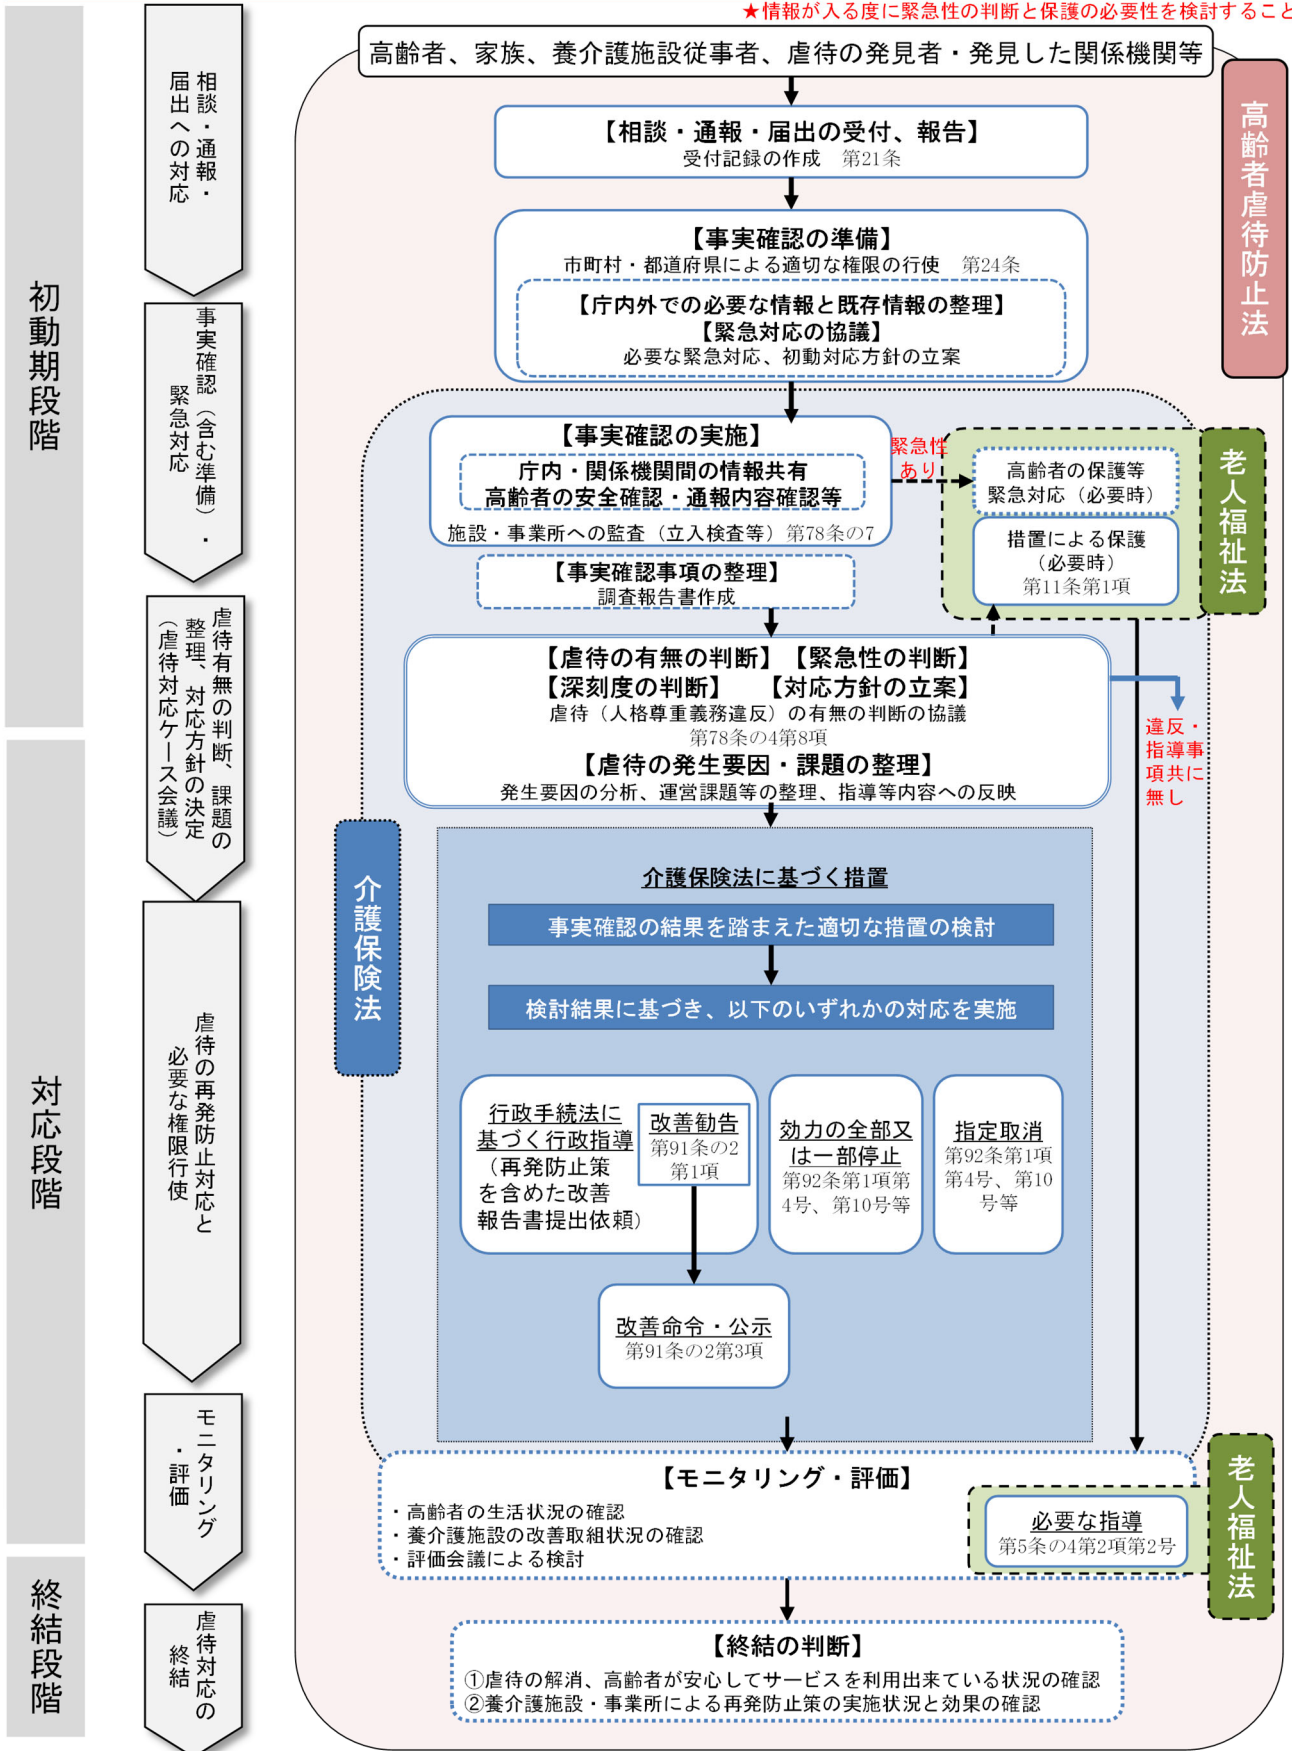 ★情報が入る度に緊急性の判断と保護の必要性を検討すること
初動期段階
対応段階
終結段階
相談・通報・
届出への対応
事実確認（含む準備）・
緊急対応
虐待有無の判断、課題の
整理、対応方針の決定
（虐待対応ケース会議）
虐待の再発防止対応と
必要な権限行使
モニタリング
・評価
虐待対応の
終結
高齢者、家族、養介護施設従事者、虐待の発見者・発見した関係機関等
高齢者虐待防止法
【相談・通報・届出の受付、報告】
受付記録の作成　第21条
【事実確認の準備】
市町村・都道府県による適切な権限の行使　第24条
【庁内外での必要な情報と既存情報の整理】
【緊急対応の協議】
必要な緊急対応、初動対応方針の立案
【事実確認の実施】
庁内・関係機関間の情報共有
高齢者の安全確認・通報内容確認等
施設・事業所への監査（立入検査等）第78条の7
緊急性
あり
高齢者の保護等
緊急対応（必要時）
措置による保護
（必要時）
第11条第1項
老人福祉法
【事実確認事項の整理】
調査報告書作成
【虐待の有無の判断】【緊急性の判断】
【深刻度の判断】　【対応方針の立案】
虐待（人格尊重義務違反）の有無の判断の協議
第78条の4第8項
【虐待の発生要因・課題の整理】
発生要因の分析、運営課題等の整理、指導等内容への反映
違反・
指導事
項共に
無し
介護保険法
介護保険法に基づく措置
事実確認の結果を踏まえた適切な措置の検討
検討結果に基づき、以下のいずれかの対応を実施
行政手続法に
基づく行政指導
（再発防止策
を含めた改善
報告書提出依頼）
改善勧告
第91条の2
第1項
効力の全部又
は一部停止
第92条第1項第
4号、第10号等
指定取消
第92条第1項
第4号、第10
号等
改善命令・公示
第91条の2第3項
【モニタリング・評価】
・高齢者の生活状況の確認
・養介護施設の改善取組状況の確認
・評価会議による検討
必要な指導
第5条の4第2項第2号
老人福祉法
【終結の判断】
①虐待の解消、高齢者が安心してサービスを利用出来ている状況の確認
②養介護施設・事業所による再発防止策の実施状況と効果の確認